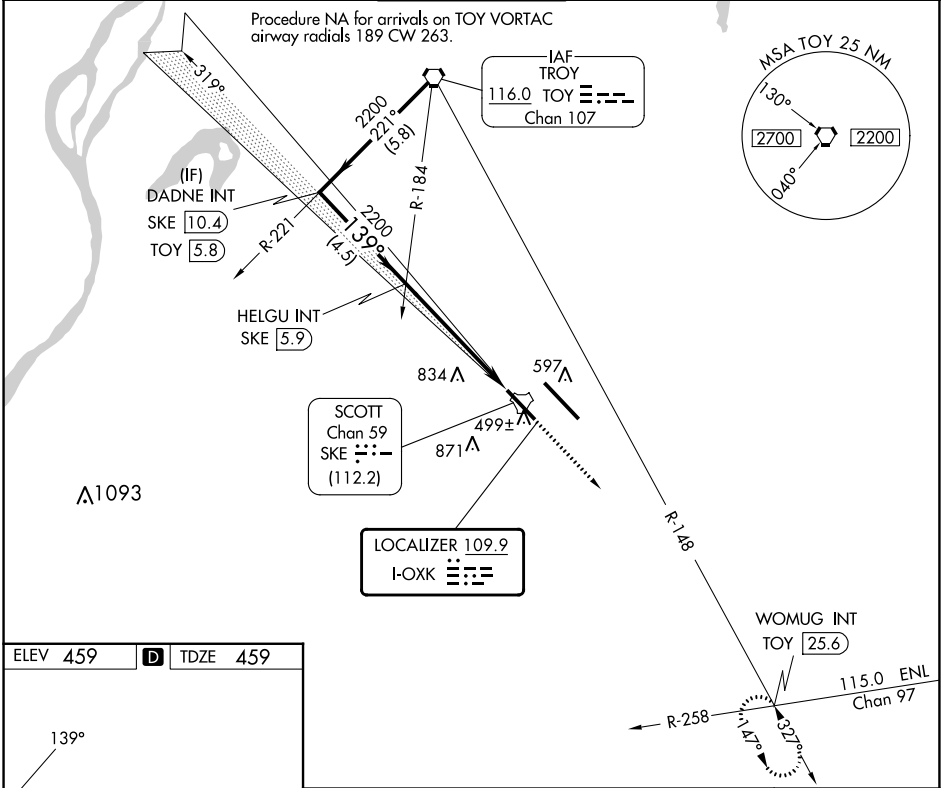 Procedure NA for arrivals on TOY VORTAC
airway radials 189 CW 263.
IAF
TROY
116.0 TOY
Chan 107
MSA TOY 25 NM
130°
2700
2200
040°
319°
2200
221°
(5.8)
R-184
(IF)
DADNE INT
SKE 10.4
TOY 5.8
R-221
2200
139°
(4.5)
HELGU INT
SKE 5.9
834
597
499±
871
SCOTT
Chan 59
SKE
(112.2)
1093
LOCALIZER 109.9
I-OXK
R-148
WOMUG INT
TOY 25.6
115.0 ENL
Chan 97
R-258
147°
327°
ELEV 459
D
TDZE 459
139°